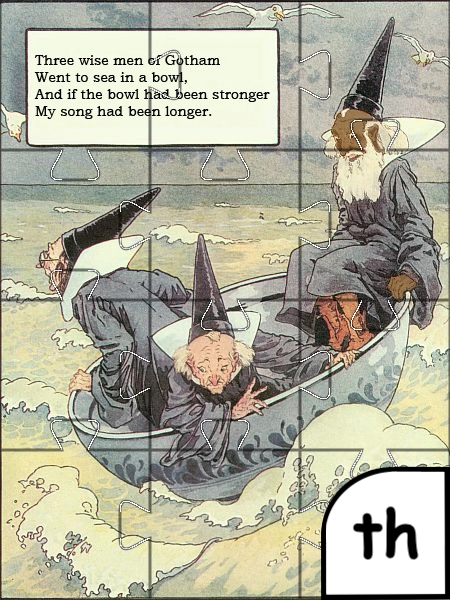 Three wise men of Gotham
Went to sea in a bowl,
And if the bowl had been stronger
My song had been longer.
th